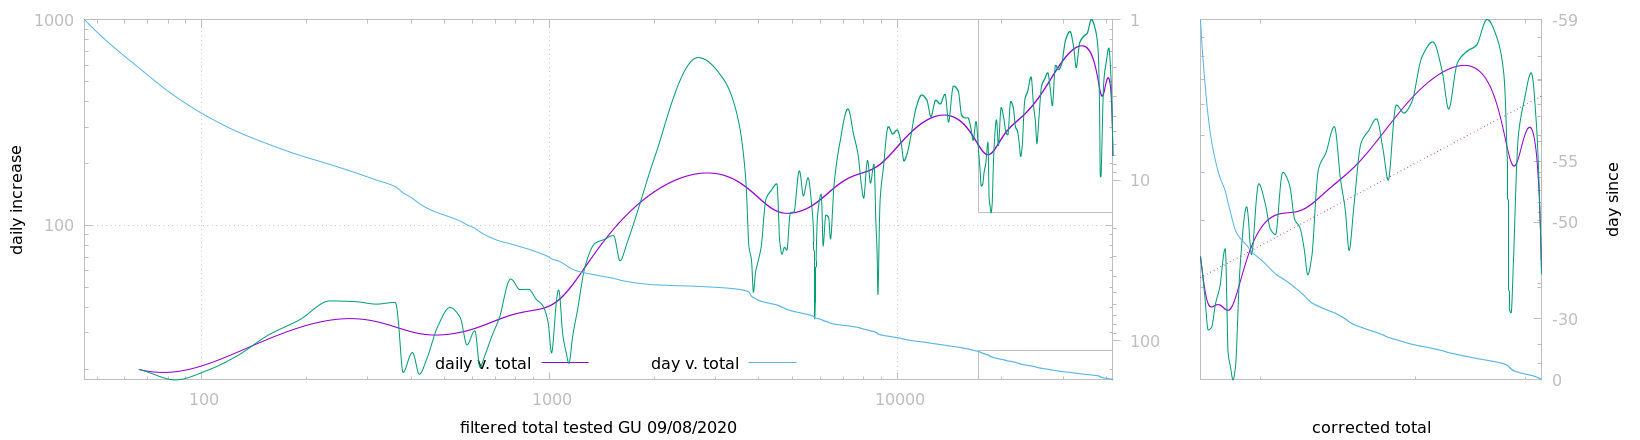 1000
100
daily increase
100
1000
10000
filtered total tested GU 09/08/2020
daily v. total
day v. total
1
10
100
-59
-55
-50
-30
0
day since
corrected total